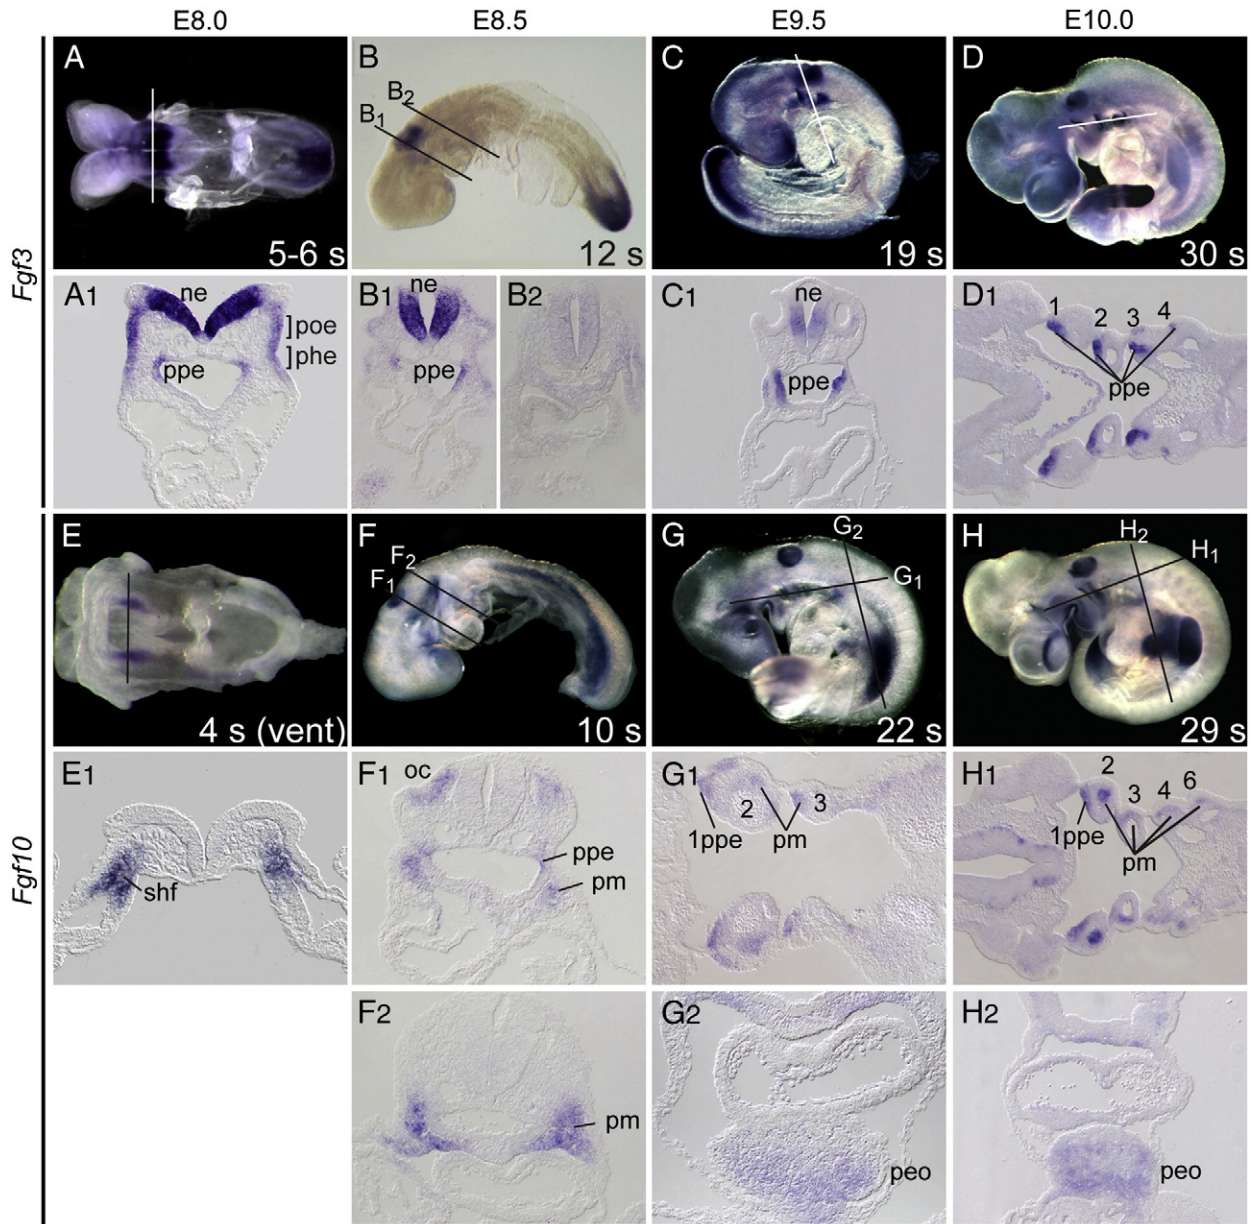 E8.0 E8.5 E9.5 E10.0
Fgf3
A
5-6 s
B
B2
B1
12 s
C
19 s
D
30 s
A1
ne
poe
phe
ppe
B1
ne
ppe
B2
C1
ne
ppe
D1
1 2 3 4
ppe
Fgf10
E
4 s (vent)
F
F2
F1
10 s
G
G2
G1
22 s
H
H2
H1
29 s
E1
shf
F1
oc
ppe
pm
G1
2 3
1ppe pm
H1
2
3 4 6
1ppe
pm
F2
pm
G2
peo
H2
peo